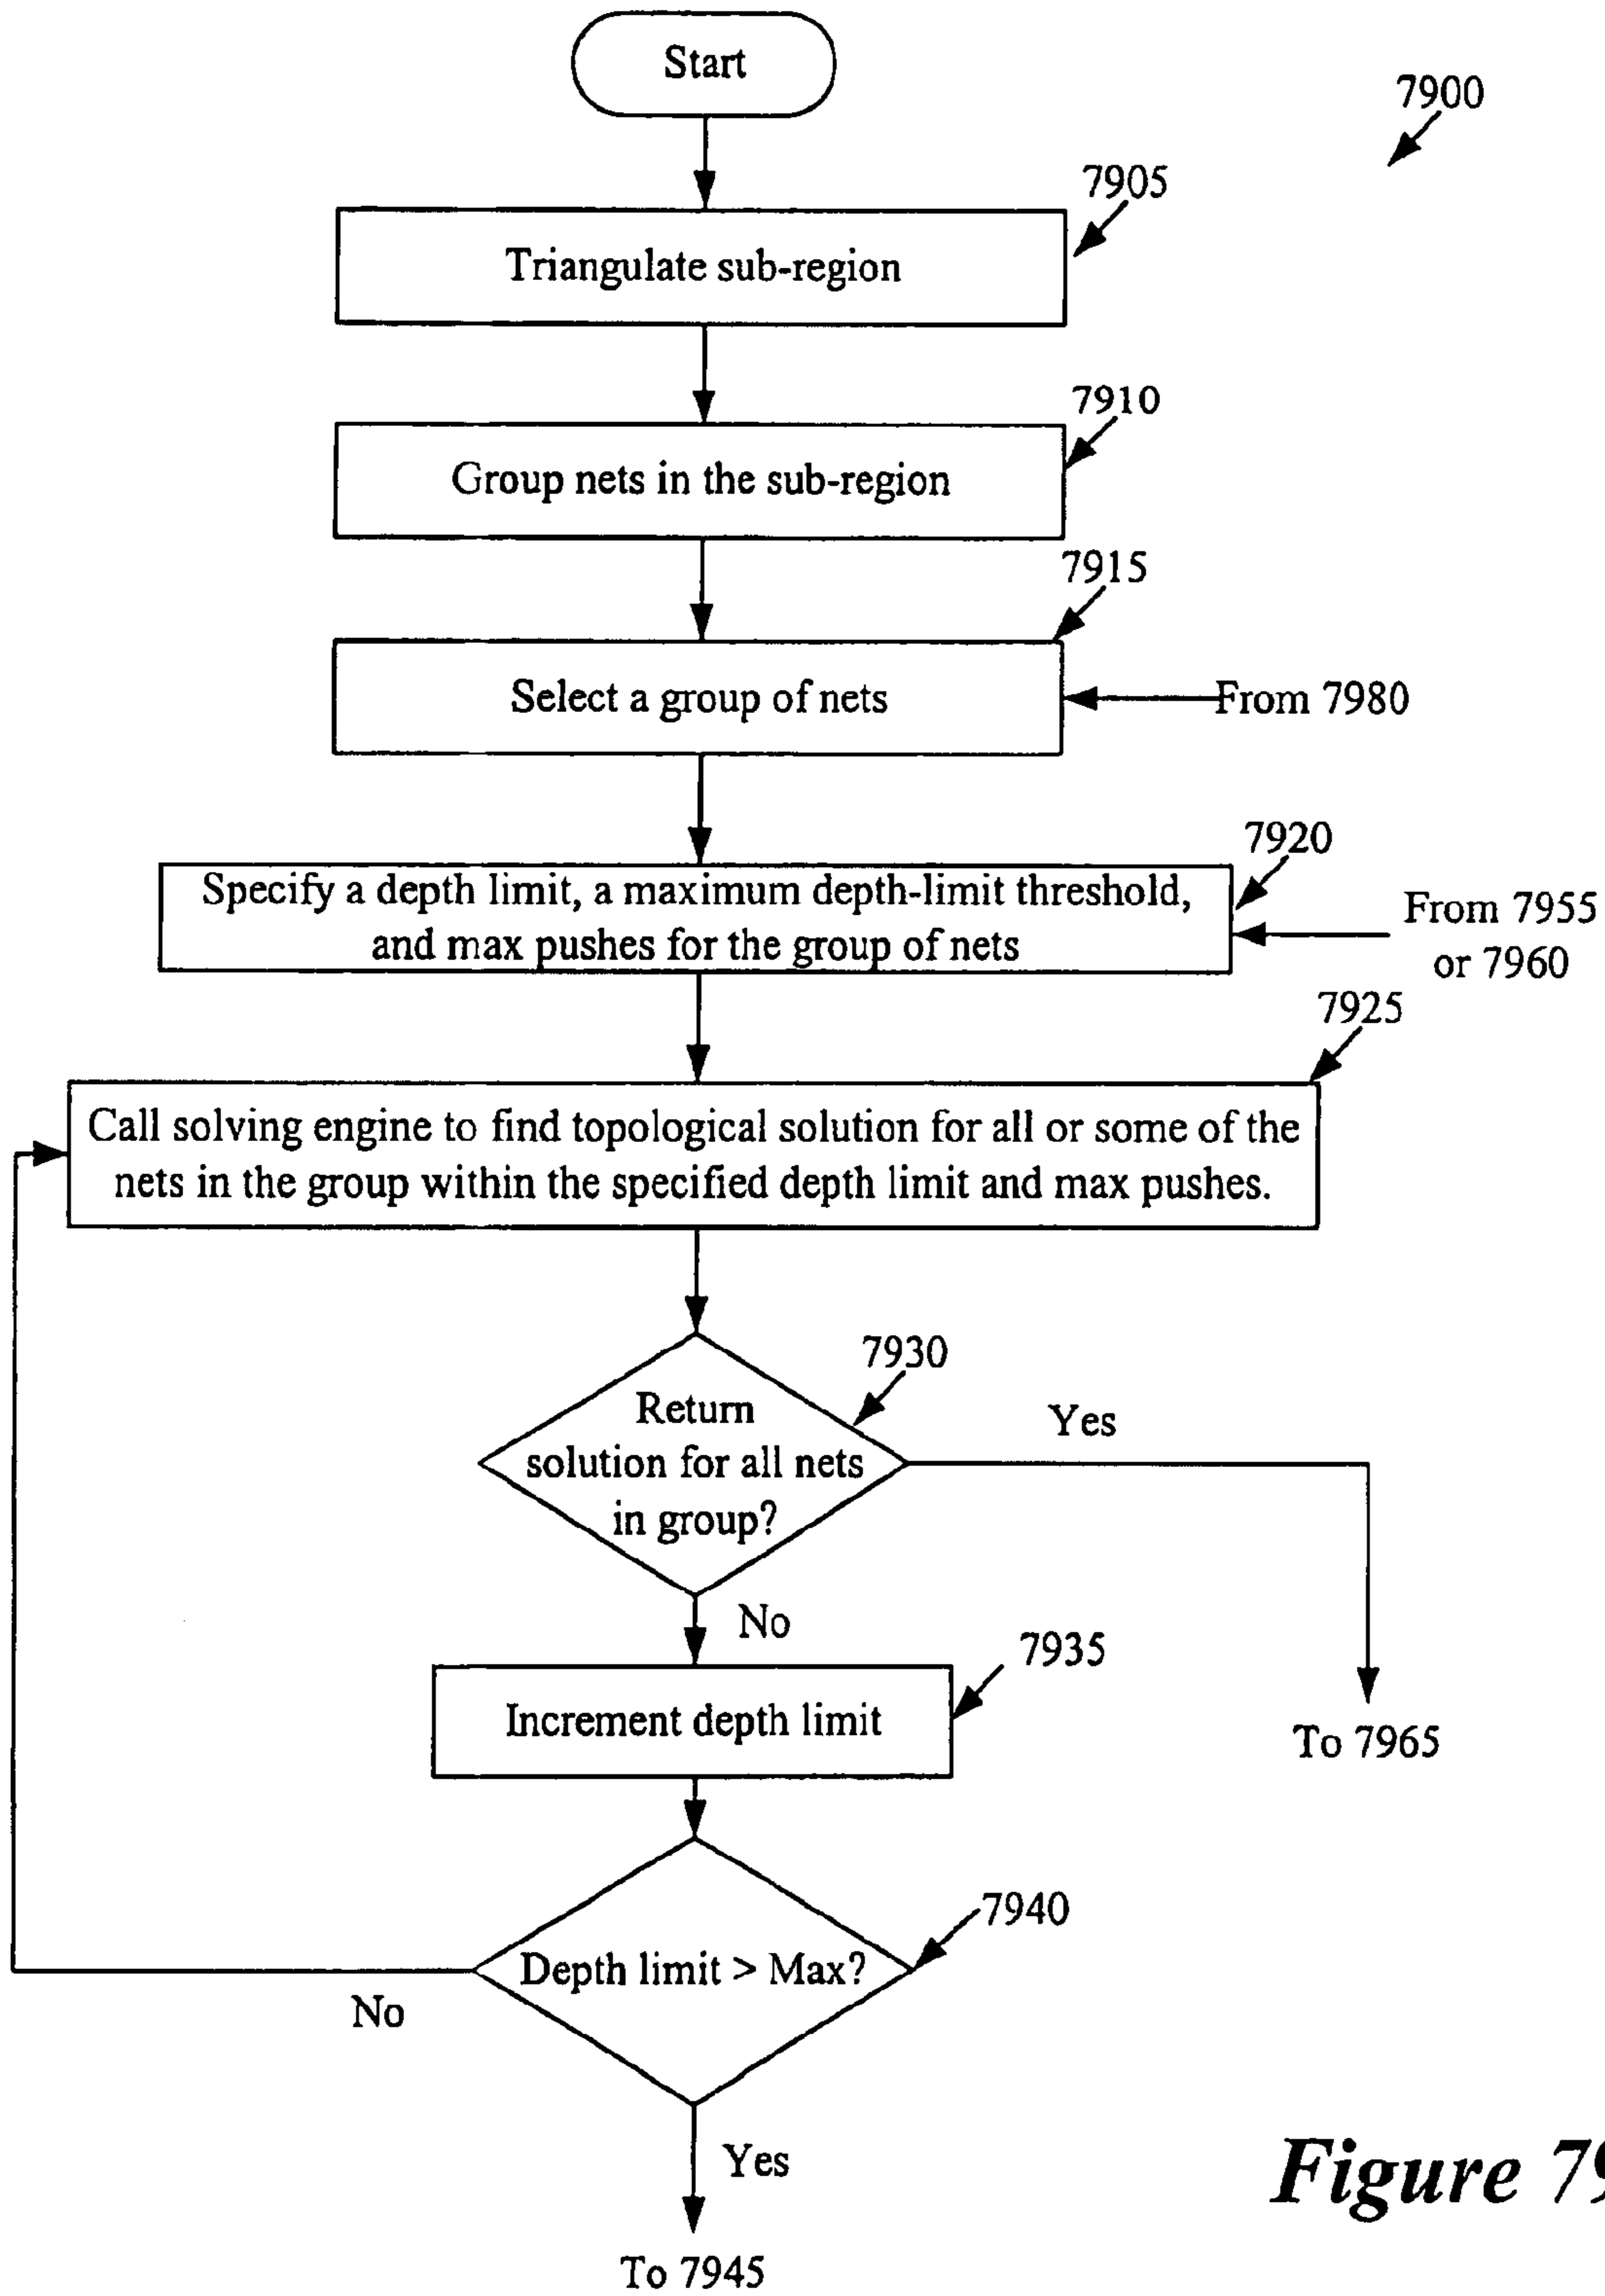 Start
7900
7905
Triangulate sub-region
7910
Group nets in the sub-region
7915
Select a group of nets
From 7980
7920
Specify a depth limit, a maximum depth-limit threshold,
and max pushes for the group of nets
From 7955
or 7960
7925
Call solving engine to find topological solution for all or some of the
nets in the group within the specified depth limit and max pushes.
7930
Return
solution for all nets
in group?
Yes
No
7935
Increment depth limit
To 7965
7940
Depth limit > Max?
No
Yes
To 7945
Figure 79